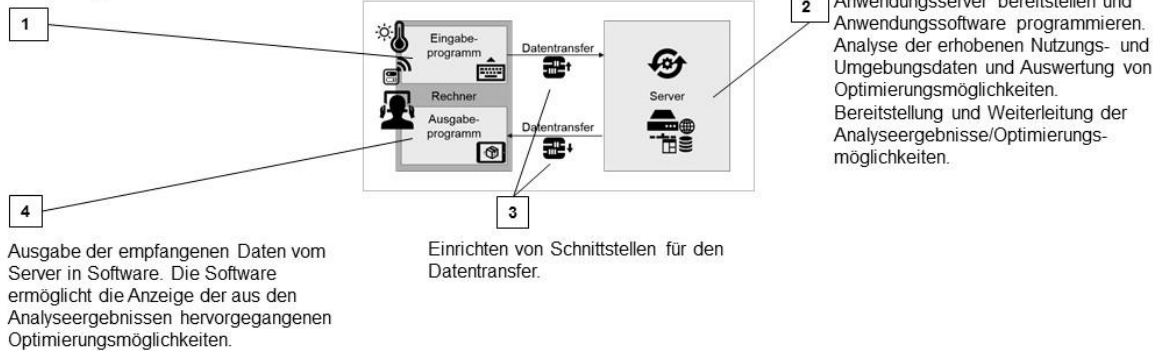 1
Eingabe-
programm
Rechner
Ausgabe-
programm
Datentransfer
Datentransfer
Server
2
Anwendungsserver bereitstellen und
Anwendungssoftware programmieren.
Analyse der erhobenen Nutzungs- und
Umgebungsdaten und Auswertung von
Optimierungsmöglichkeiten.
Bereitstellung und Weiterleitung der
Analyseergebnisse/Optimierungs-
möglichkeiten.
3
Einrichten von Schnittstellen für den
Datentransfer.
4
Ausgabe der empfangenen Daten vom
Server in Software. Die Software
ermöglicht die Anzeige der aus den
Analyseergebnissen hervorgegangenen
Optimierungsmöglichkeiten.